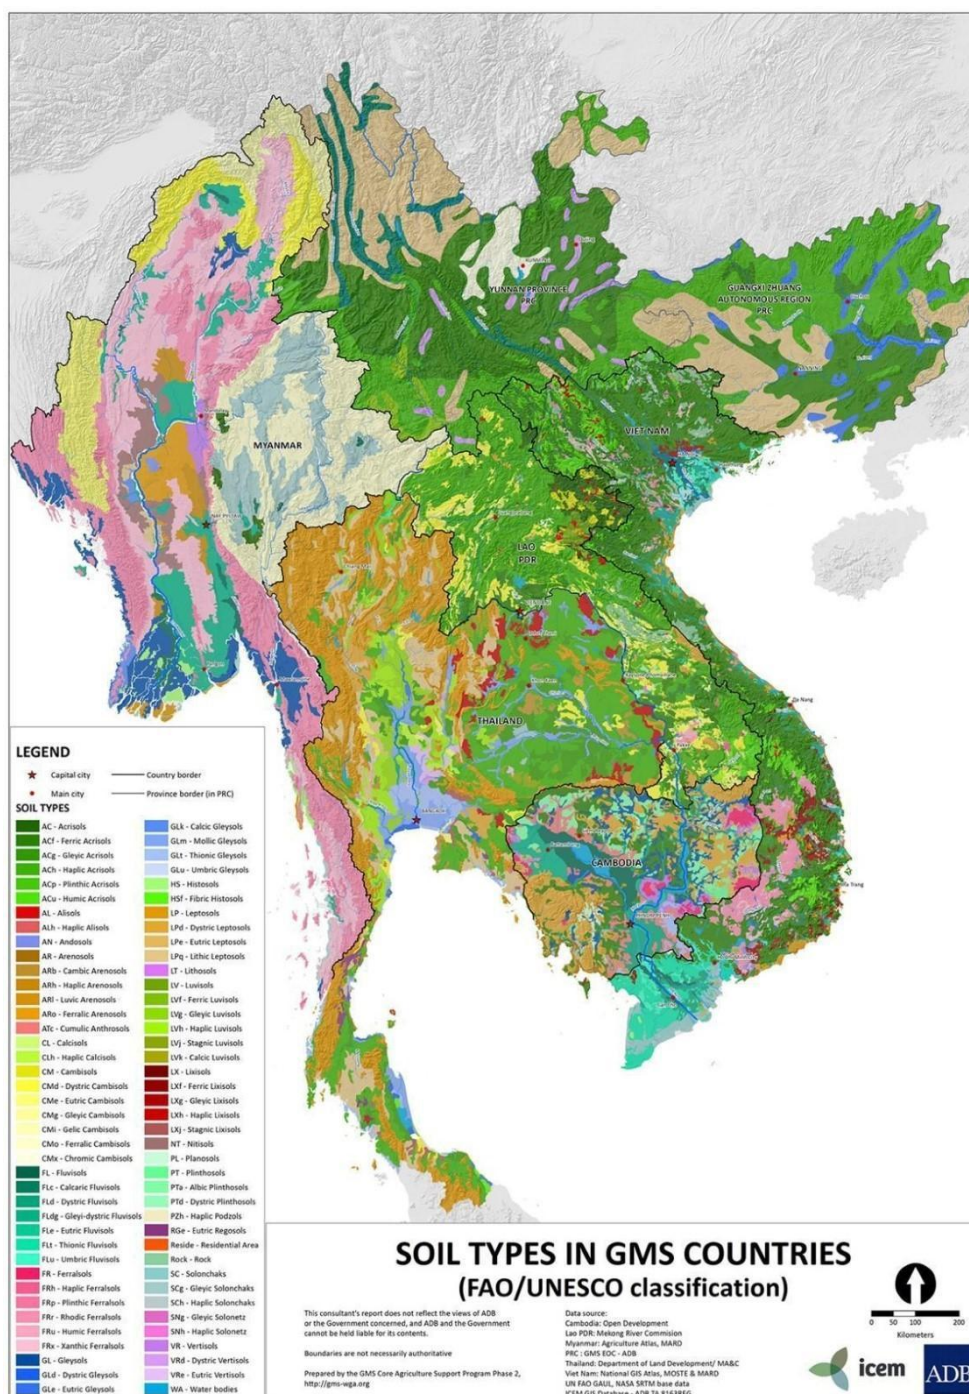 YUNNAN PROVINCE
PRC
GUANGXI ZHUANG
AUTONOMOUS REGION
PRC
MYANMAR
VIET NAM
LAO
PDR
Chiang Mai
Da Nang
THAILAND
CAMBODIA
LEGEND
Capital city
Country border
Main city
Province border (in PRC)
SOIL TYPES
AC - Acrisols
ACf - Ferric Acrisols
ACg - Gleyic Acrisols
ACh - Haplic Acrisols
ACp - Plinthic Acrisols
ACu - Humic Acrisols
AL - Alisols
ALh - Haplic Alisols
AN - Andosols
AR - Arenosols
ARb - Cambic Arenosols
ARh - Haplic Arenosols
ARl - Luvic Arenosols
ARo - Ferralic Arenosols
ATc - Cumulic Anthrosols
CL - Calcisols
CLh - Haplic Calcisols
CM - Cambisols
CMd - Dystric Cambisols
CMe - Eutric Cambisols
CMg - Gleyic Cambisols
CMi - Gelic Cambisols
CMo - Ferralic Cambisols
CMx - Chromic Cambisols
FL - Fluvisols
FLc - Calcaric Fluvisols
FLd - Dystric Fluvisols
FLdg - Gleyi-dystric Fluvisols
FLe - Eutric Fluvisols
FLt - Thionic Fluvisols
FLu - Umbric Fluvisols
FR - Ferralsols
FRh - Haplic Ferralsols
FRp - Plinthic Ferralsols
FRr - Rhodic Ferralsols
FRu - Humic Ferralsols
FRx - Xanthic Ferralsols
GL - Gleysols
GLd - Dystric Gleysols
GLe - Eutric Gleysols
GLk - Calcic Gleysols
GLm - Mollic Gleysols
GLt - Thionic Gleysols
GLu - Umbric Gleysols
HS - Histosols
HSf - Fibric Histosols
LP - Leptosols
LPd - Dystric Leptosols
LPe - Eutric Leptosols
LPq - Lithic Leptosols
LT - Lithosols
LV - Luvisols
LVf - Ferric Luvisols
LVg - Gleyic Luvisols
LVh - Haplic Luvisols
LVj - Stagnic Luvisols
LVk - Calcic Luvisols
LX - Lixisols
LXf - Ferric Lixisols
LXg - Gleyic Lixisols
LXh - Haplic Lixisols
LXj - Stagnic Lixisols
NT - Nitisols
PL - Planosols
PT - Plinthosols
PTa - Albic Plinthosols
PTd - Dystric Plinthosols
PZh - Haplic Podzols
RGe - Eutric Regosols
Reside - Residential Area
Rock - Rock
SC - Solonchaks
SCg - Gleyic Solonchaks
SCh - Haplic Solonchaks
SNg - Gleyic Solonetz
SNh - Haplic Solonetz
VR - Vertisols
VRd - Dystric Vertisols
VRe - Eutric Vertisols
WA - Water bodies
SOIL TYPES IN GMS COUNTRIES
(FAO/UNESCO classification)
This consultant's report does not reflect the views of ADB
or the Government concerned, and ADB and the Government
cannot be held liable for its contents.
Boundaries are not necessarily authoritative
Prepared by the GMS Core Agriculture Support Program Phase 2,
http://gms-wga.org
Data source:
Cambodia: Open Development
Lao PDR: Mekong River Commision
Myanmar: Agriculture Atlas, MARD
PRC : GMS EOC - ADB
Thailand: Department of Land Development/ MA&C
Viet Nam: National GIS Atlas, MOSTE & MARD
UN FAO GAUL, NASA SRTM base data
ICEM GIS Database - ADB TA 8163REG
0 50 100 200
Kilometers
icem
ADB